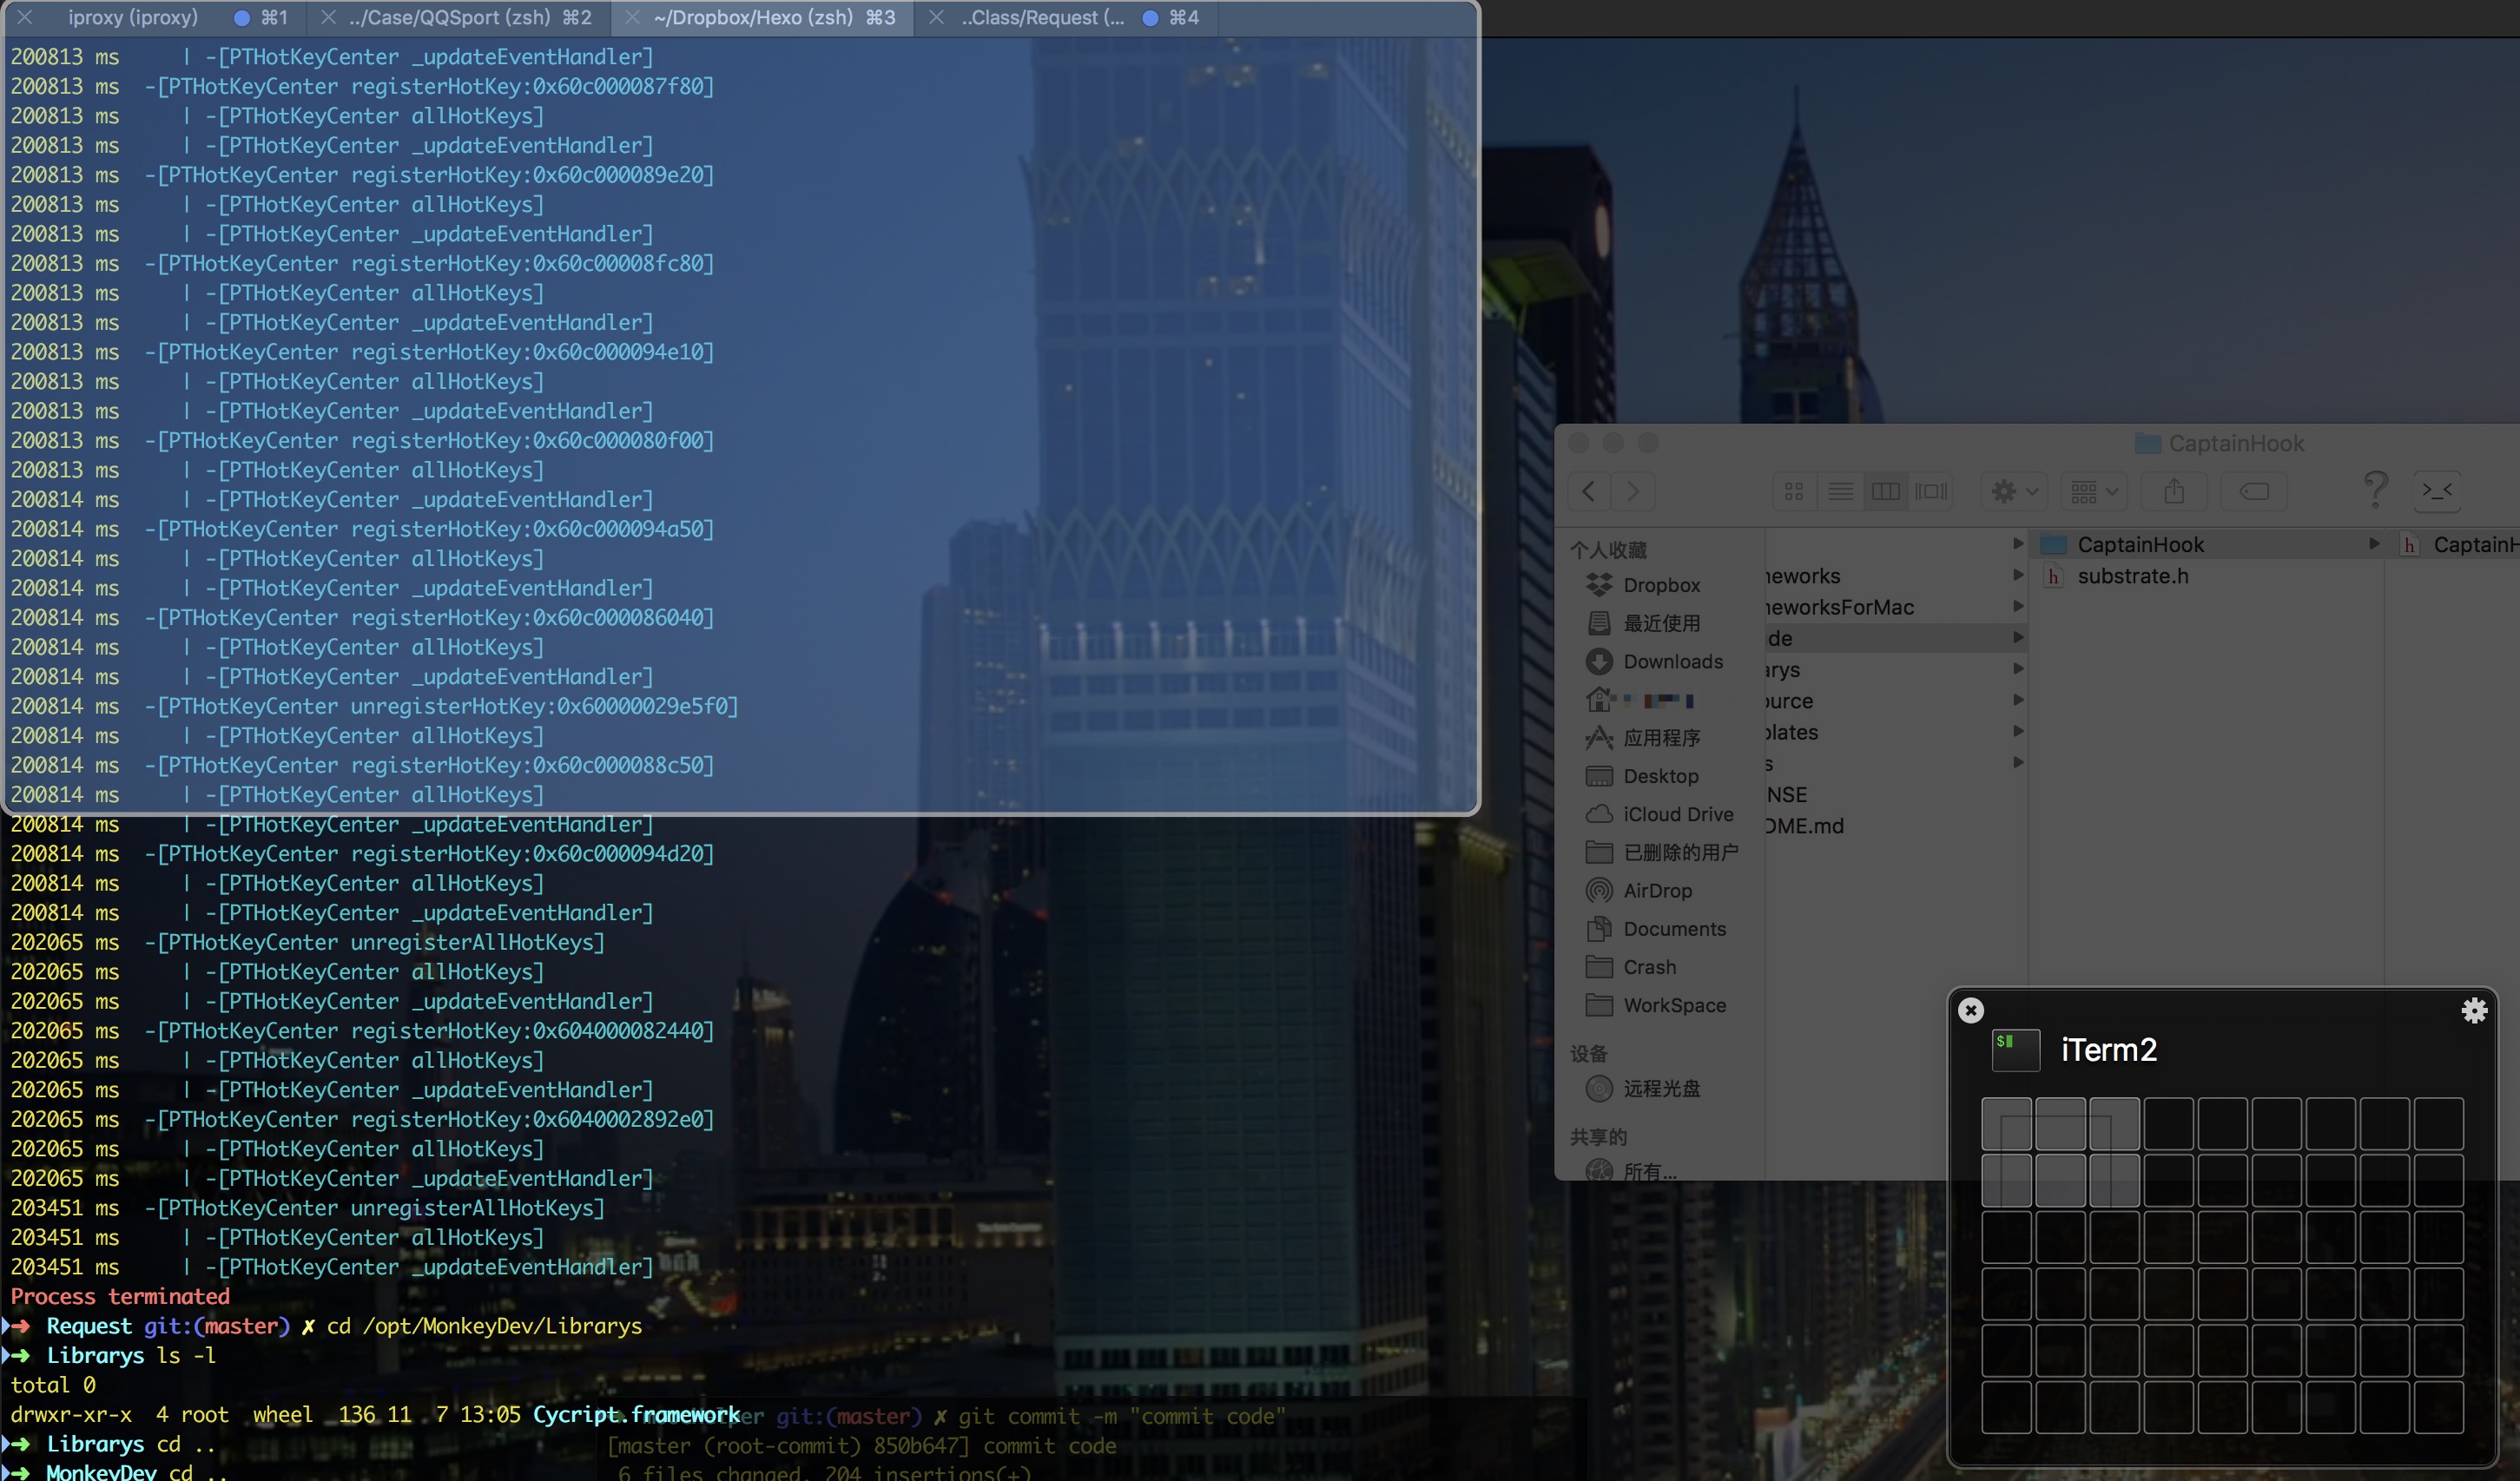 iproxy (iproxy) ⌘1 ../Case/QQSport (zsh) ⌘2 ~/Dropbox/Hexo (zsh) ⌘3 ..Class/Request (... ⌘4
200813 ms | -[PTHotKeyCenter _updateEventHandler]
200813 ms -[PTHotKeyCenter registerHotKey:0x60c000087f80]
200813 ms | -[PTHotKeyCenter allHotKeys]
200813 ms | -[PTHotKeyCenter _updateEventHandler]
200813 ms -[PTHotKeyCenter registerHotKey:0x60c000089e20]
200813 ms | -[PTHotKeyCenter allHotKeys]
200813 ms | -[PTHotKeyCenter _updateEventHandler]
200813 ms -[PTHotKeyCenter registerHotKey:0x60c00008fc80]
200813 ms | -[PTHotKeyCenter allHotKeys]
200813 ms | -[PTHotKeyCenter _updateEventHandler]
200813 ms -[PTHotKeyCenter registerHotKey:0x60c000094e10]
200813 ms | -[PTHotKeyCenter allHotKeys]
200813 ms | -[PTHotKeyCenter _updateEventHandler]
200813 ms -[PTHotKeyCenter registerHotKey:0x60c000080f00]
200813 ms | -[PTHotKeyCenter allHotKeys]
200814 ms | -[PTHotKeyCenter _updateEventHandler]
200814 ms -[PTHotKeyCenter registerHotKey:0x60c000094a50]
200814 ms | -[PTHotKeyCenter allHotKeys]
200814 ms | -[PTHotKeyCenter _updateEventHandler]
200814 ms -[PTHotKeyCenter registerHotKey:0x60c000086040]
200814 ms | -[PTHotKeyCenter allHotKeys]
200814 ms | -[PTHotKeyCenter _updateEventHandler]
200814 ms -[PTHotKeyCenter unregisterHotKey:0x60000029e5f0]
200814 ms | -[PTHotKeyCenter allHotKeys]
200814 ms -[PTHotKeyCenter registerHotKey:0x60c000088c50]
200814 ms | -[PTHotKeyCenter allHotKeys]
200814 ms | -[PTHotKeyCenter _updateEventHandler]
200814 ms -[PTHotKeyCenter registerHotKey:0x60c000094d20]
200814 ms | -[PTHotKeyCenter allHotKeys]
200814 ms | -[PTHotKeyCenter _updateEventHandler]
202065 ms -[PTHotKeyCenter unregisterAllHotKeys]
202065 ms | -[PTHotKeyCenter allHotKeys]
202065 ms | -[PTHotKeyCenter _updateEventHandler]
202065 ms -[PTHotKeyCenter registerHotKey:0x604000082440]
202065 ms | -[PTHotKeyCenter allHotKeys]
202065 ms | -[PTHotKeyCenter _updateEventHandler]
202065 ms -[PTHotKeyCenter registerHotKey:0x6040002892e0]
202065 ms | -[PTHotKeyCenter allHotKeys]
202065 ms | -[PTHotKeyCenter _updateEventHandler]
203451 ms -[PTHotKeyCenter unregisterAllHotKeys]
203451 ms | -[PTHotKeyCenter allHotKeys]
203451 ms | -[PTHotKeyCenter _updateEventHandler]
Process terminated
➜ Request git:(master) ✗ cd /opt/MonkeyDev/Librarys
➜ Librarys ls -l
total 0
drwxr-xr-x 4 root wheel 136 11 7 13:05 Cycript.framework
➜ Librarys cd ..
➜ MonkeyDev cd ..
git:(master) ✗ git commit -m "commit code"
[master (root-commit) 850b647] commit code
6 files changed, 204 insertions(+)
CaptainHook
个人收藏
Dropbox
最近使用
Downloads
应用程序
Desktop
iCloud Drive
已删除的用户
AirDrop
Documents
Crash
WorkSpace
设备
远程光盘
共享的
所有...
neworks
neworksForMac
de
arys
ource
plates
s
NSE
DME.md
CaptainHook
substrate.h
CaptainH
iTerm2